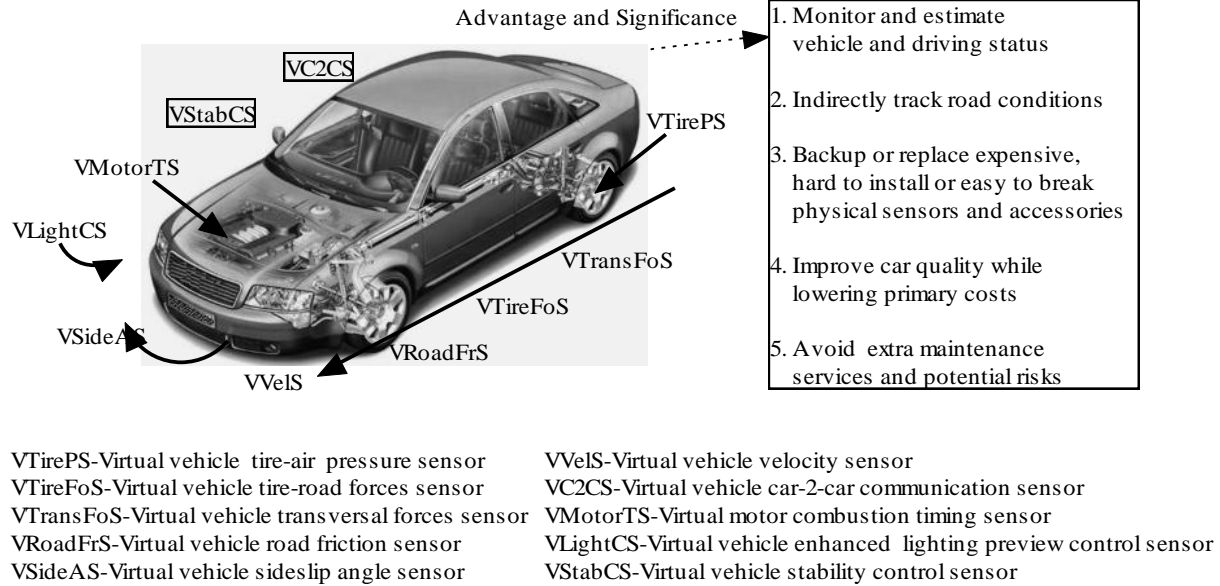 Advantage and Significance
1. Monitor and estimate
vehicle and driving status
2. Indirectly track road conditions
3. Backup or replace expensive,
hard to install or easy to break
physical sensors and accessories
4. Improve car quality while
lowering primary costs
5. Avoid extra maintenance
services and potential risks
VC2CS
VStabCS
VTirePS
VMotorTS
VLightCS
VTransFoS
VTireFoS
VSideAS
VRoadFrS
VVelS
VTirePS-Virtual vehicle tire-air pressure sensor
VTireFoS-Virtual vehicle tire-road forces sensor
VTransFoS-Virtual vehicle transversal forces sensor
VRoadFrS-Virtual vehicle road friction sensor
VSideAS-Virtual vehicle sideslip angle sensor
VVelS-Virtual vehicle velocity sensor
VC2CS-Virtual vehicle car-2-car communication sensor
VMotorTS-Virtual motor combustion timing sensor
VLightCS-Virtual vehicle enhanced lighting preview control sensor
VStabCS-Virtual vehicle stability control sensor